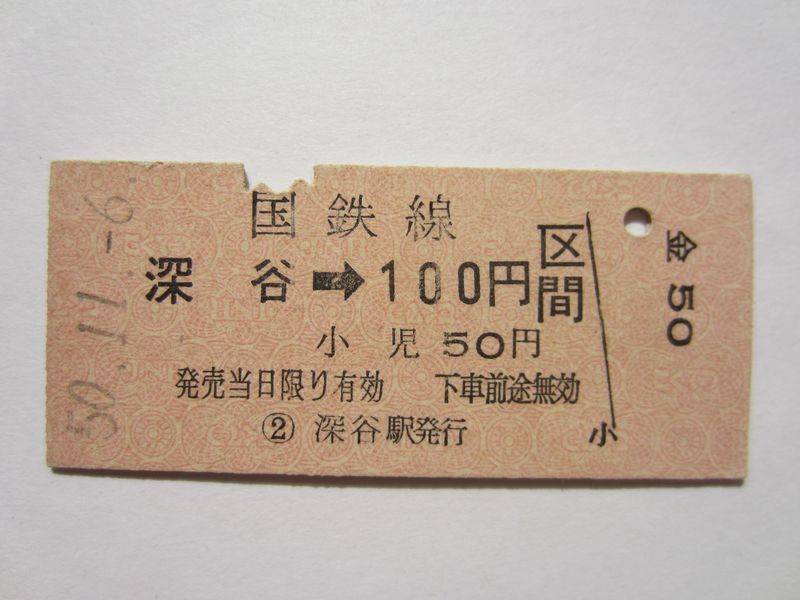 50.11.-6.
国鉄線
深谷➡100円区間
小児50円
発売当日限り有効 下車前途無効
② 深谷駅発行
小
金50